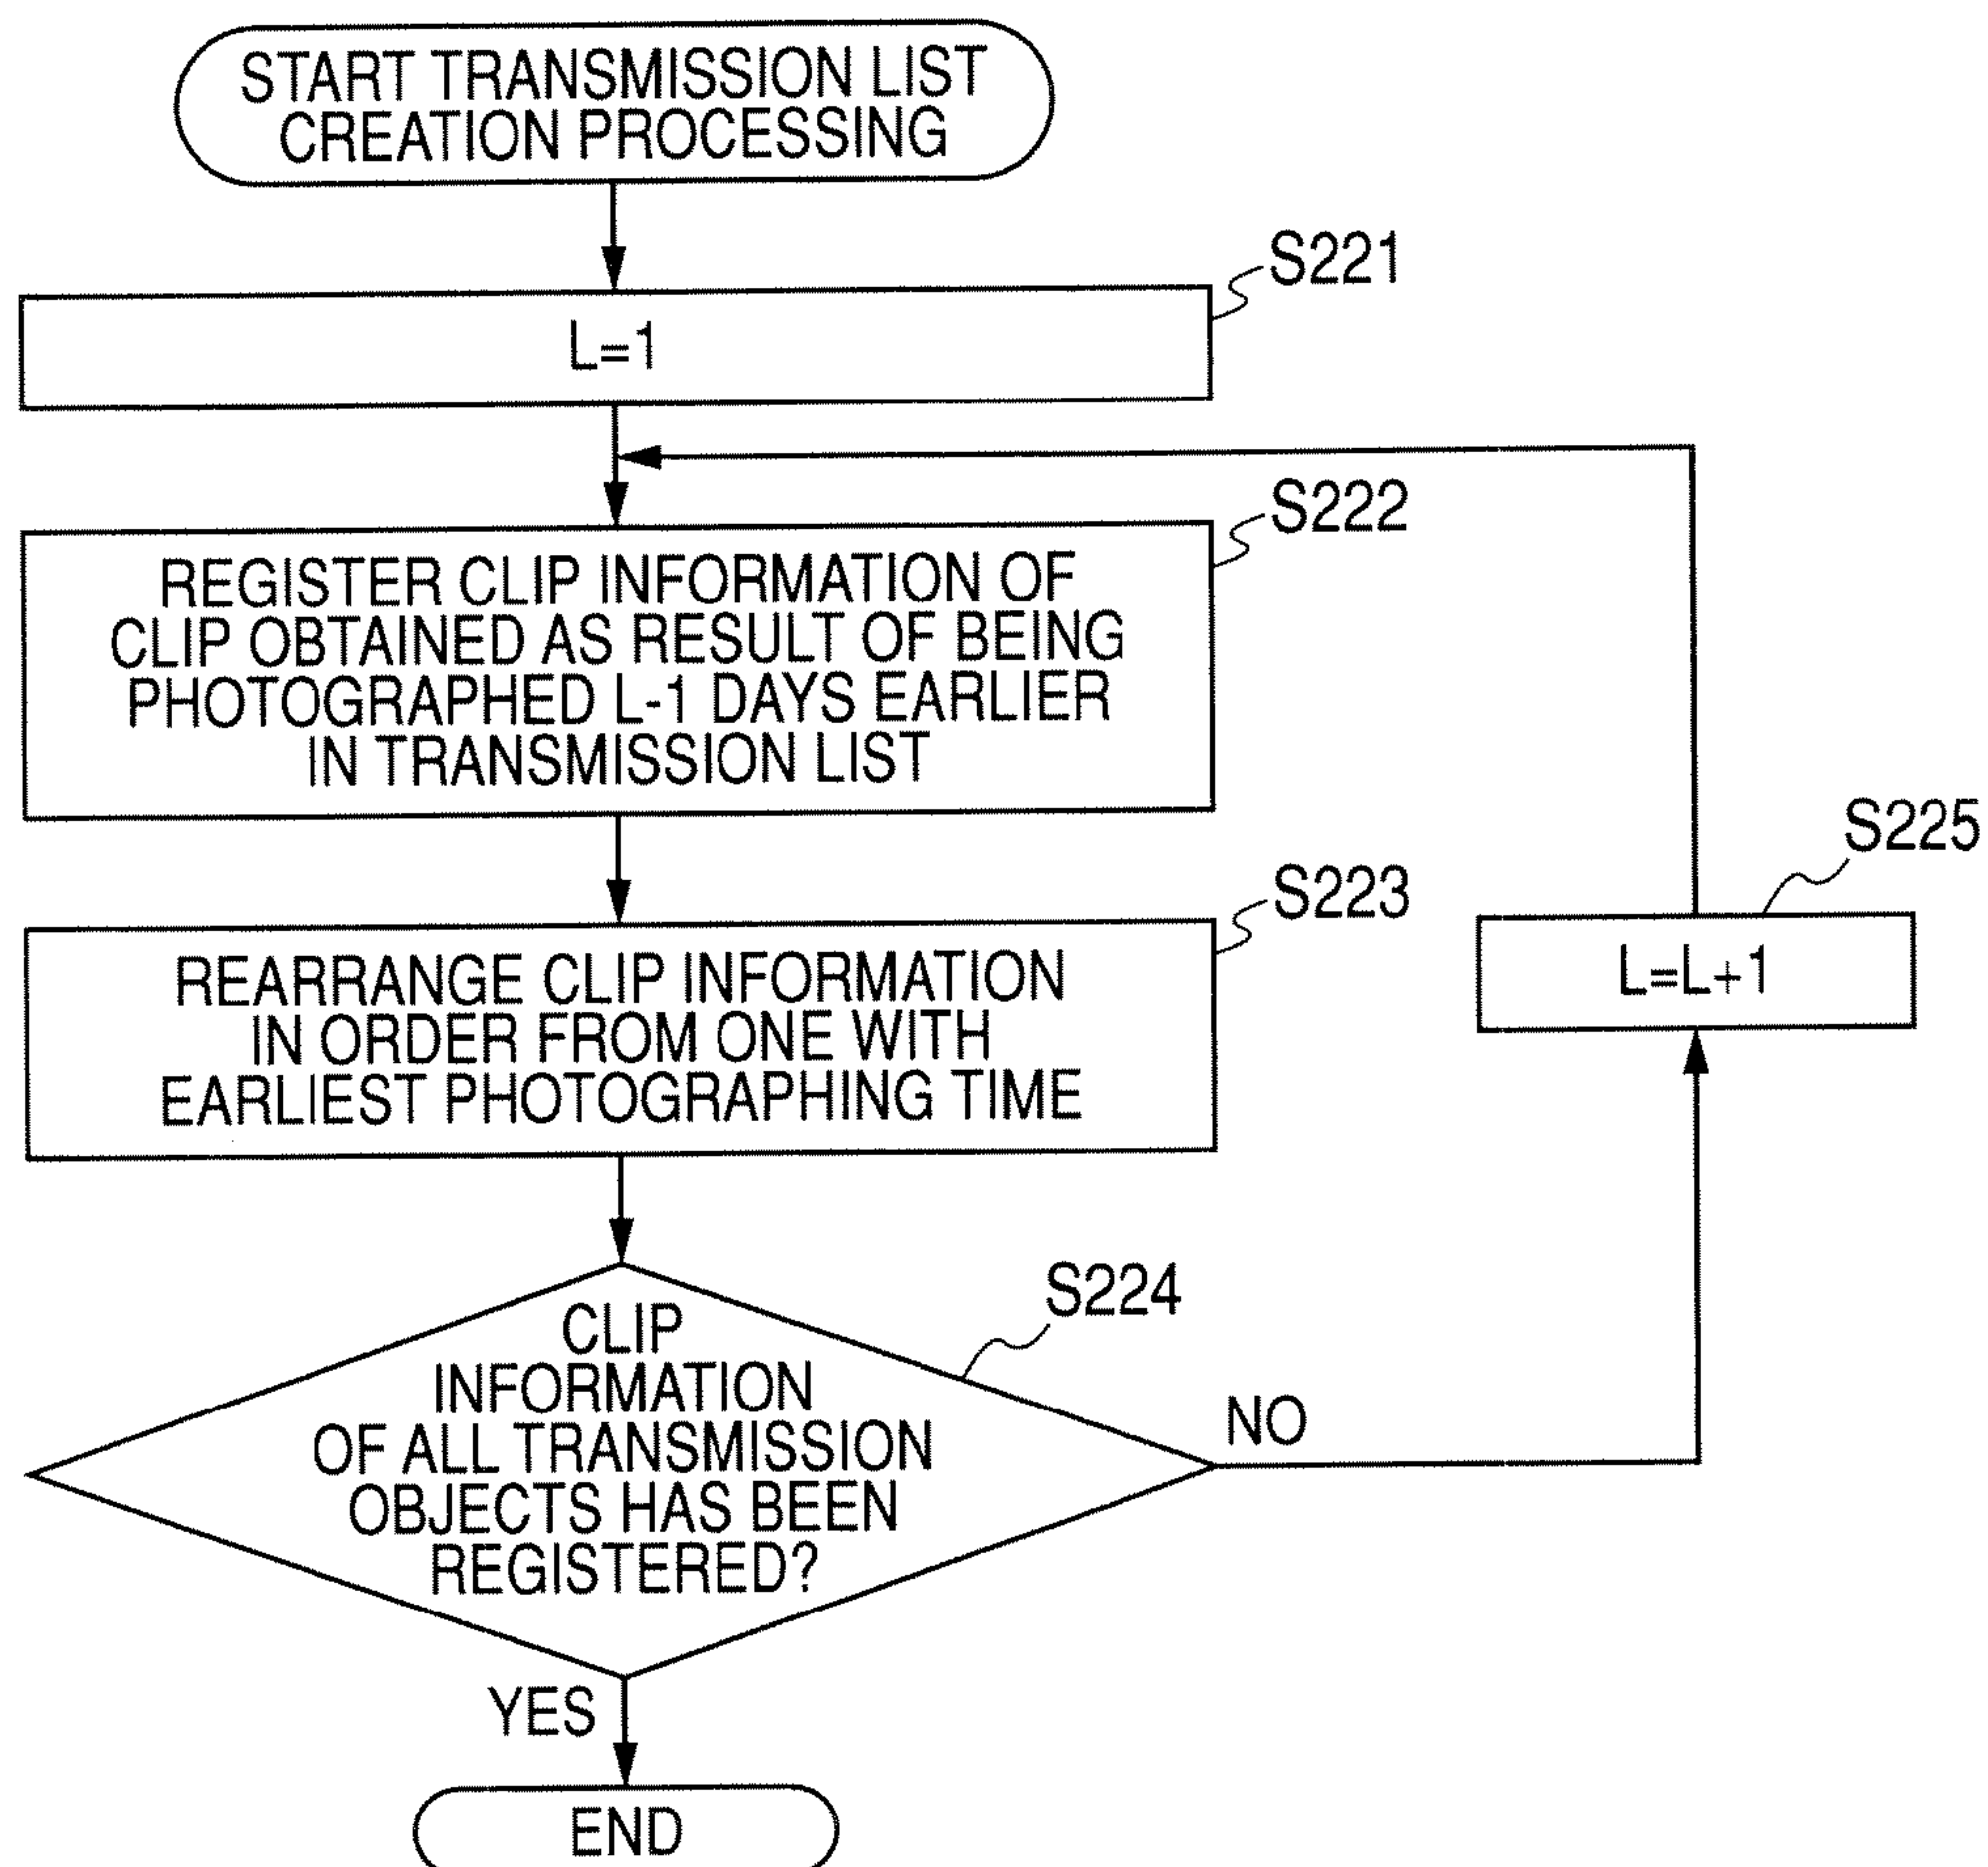 START TRANSMISSION LIST
CREATION PROCESSING
S221
L=1
S222
REGISTER CLIP INFORMATION OF
CLIP OBTAINED AS RESULT OF BEING
PHOTOGRAPHED L-1 DAYS EARLIER
IN TRANSMISSION LIST
S225
L=L+1
S223
REARRANGE CLIP INFORMATION
IN ORDER FROM ONE WITH
EARLIEST PHOTOGRAPHING TIME
S224
CLIP
INFORMATION
OF ALL TRANSMISSION
OBJECTS HAS BEEN
REGISTERED?
NO
YES
END